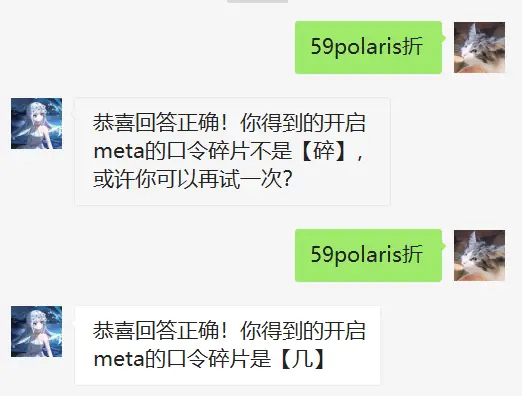 59polaris折
恭喜回答正确！你得到的开启
meta的口令碎片不是【碎】，
或许你可以再试一次？
59polaris折
恭喜回答正确！你得到的开启
meta的口令碎片是【几】